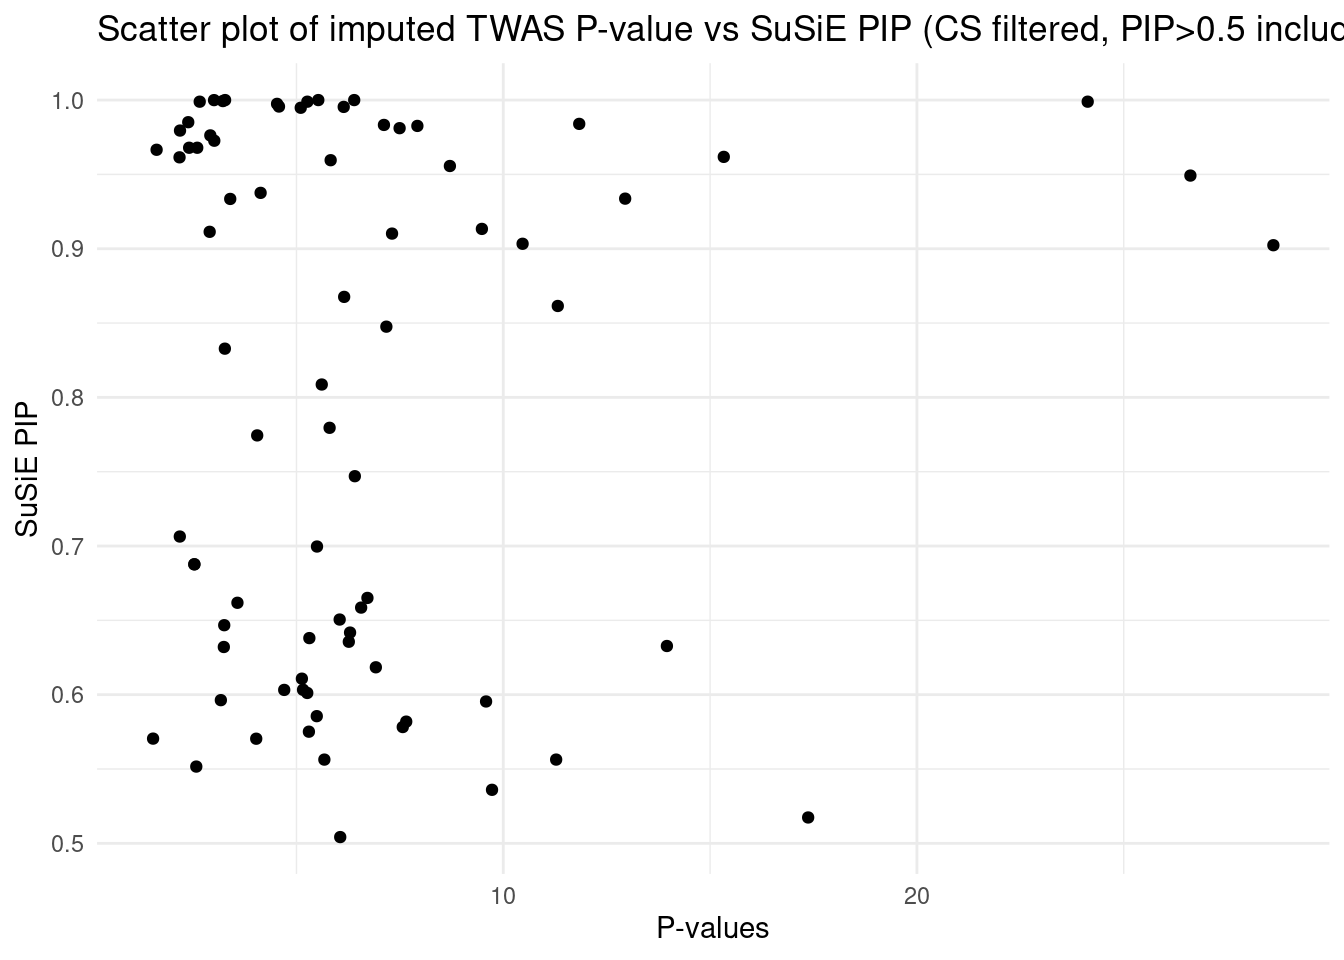 Scatter plot of imputed TWAS P-value vs SuSiE PIP (CS filtered, PIP>0.5 includ
1.0
0.9
0.8
0.7
0.6
0.5
SuSiE PIP
10 20
P-values